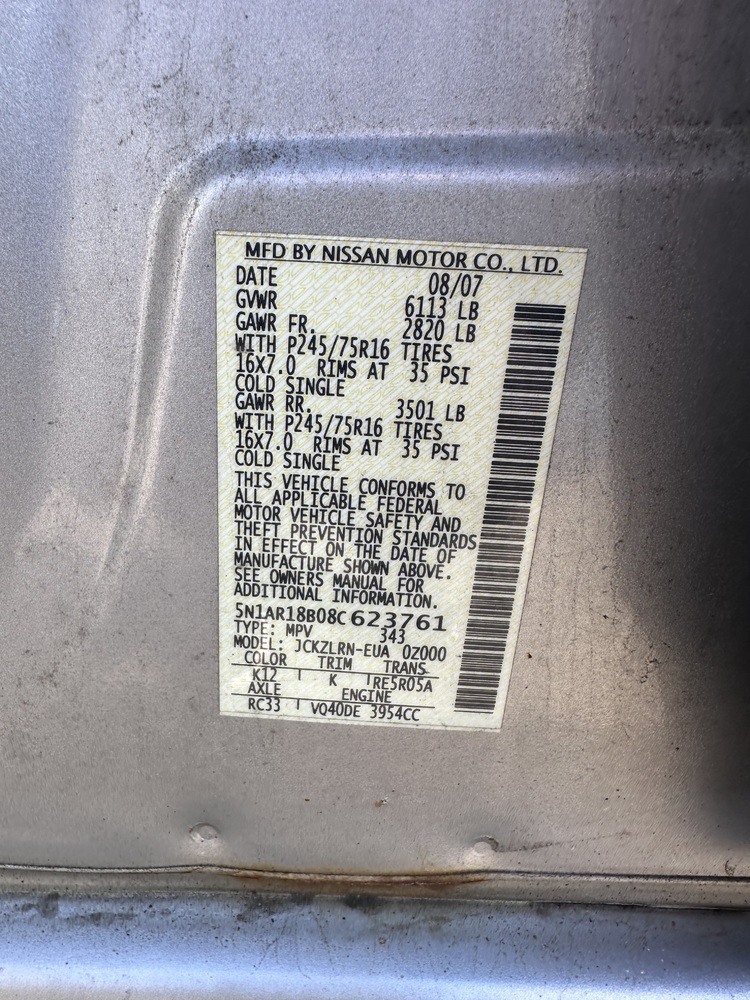 MFD BY NISSAN MOTOR CO., LTD.
DATE 08/07
GVWR 6113 LB
GAWR FR. 2820 LB
WITH P245/75R16 TIRES
16X7.0 RIMS AT 35 PSI
COLD SINGLE
GAWR RR. 3501 LB
WITH P245/75R16 TIRES
16X7.0 RIMS AT 35 PSI
COLD SINGLE
THIS VEHICLE CONFORMS TO
ALL APPLICABLE FEDERAL
MOTOR VEHICLE SAFETY AND
THEFT PREVENTION STANDARDS
IN EFFECT ON THE DATE OF
MANUFACTURE SHOWN ABOVE.
SEE OWNERS MANUAL FOR
ADDITIONAL INFORMATION.
5N1AR18B08C623761
TYPE: MPV 343
MODEL: JCKZLRN-EUA 0Z000
COLOR TRIM TRANS
K12 K RE5R05A
AXLE ENGINE
RC33 VQ40DE 3954CC